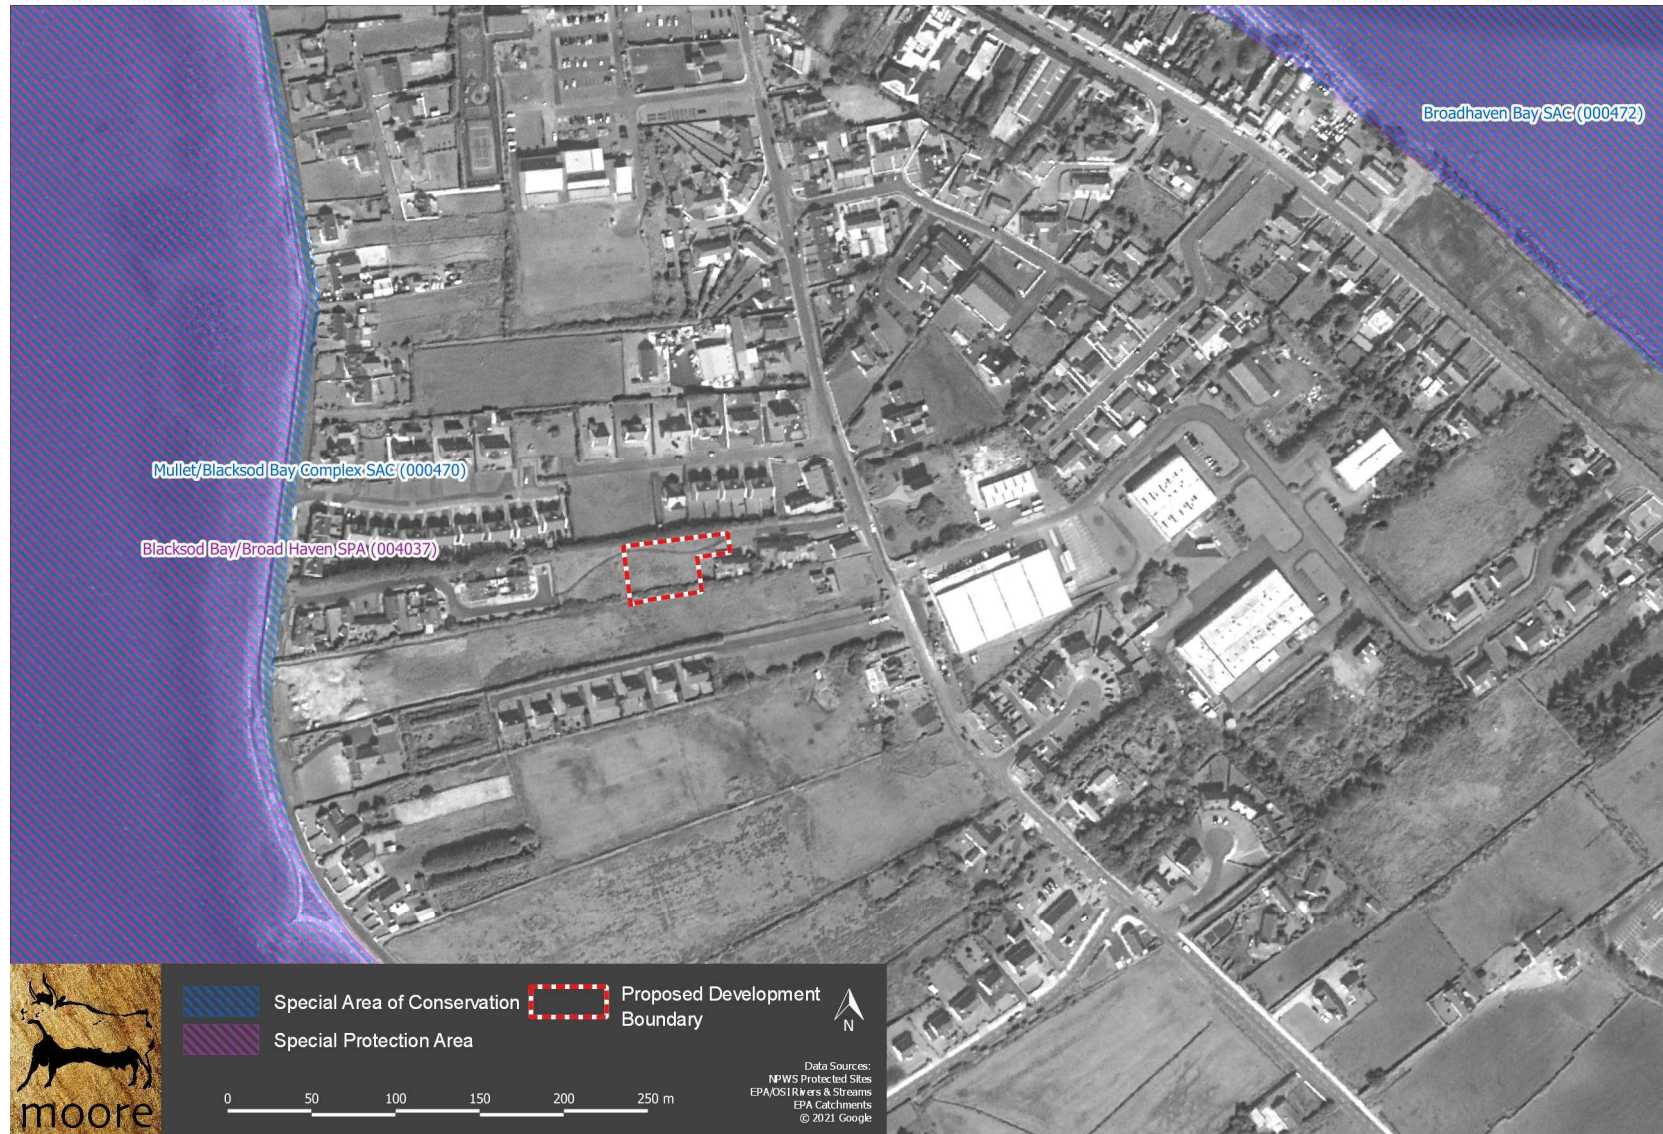 Broadhaven Bay SAC (000472)
Mullet/Blacksod Bay Complex SAC (000470)
Blacksod Bay/Broad Haven SPA (004037)
Special Area of Conservation
Special Protection Area
Proposed Development
Boundary
N
0 50 100 150 200 250 m
Data Sources:
NPWS Protected Sites
EPA/OSI Rivers & Streams
EPA Catchments
© 2021 Google
moore